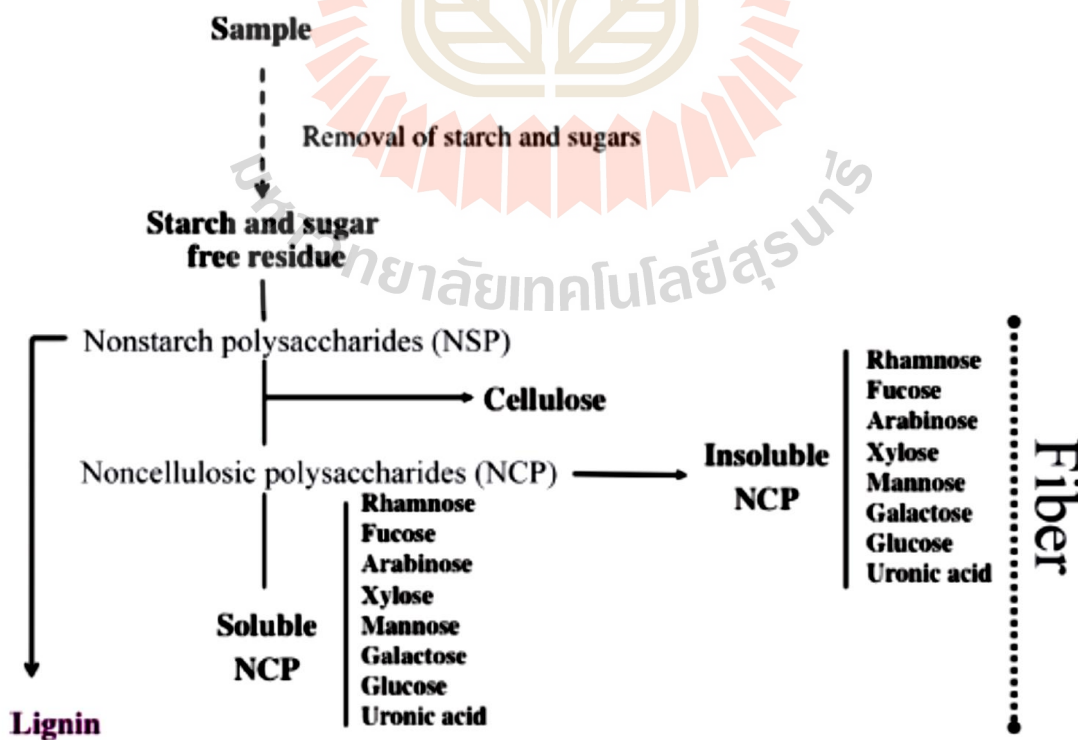 Sample
Removal of starch and sugars
Starch and sugar
free residue
มหาวิทยาลัยเทคโนโลยีสุรนารี
Nonstarch polysaccharides (NSP)
Cellulose
Noncellulosic polysaccharides (NCP)
Insoluble
NCP
Rhamnose
Fucose
Arabinose
Xylose
Mannose
Galactose
Glucose
Uronic acid
Fiber
Soluble
NCP
Rhamnose
Fucose
Arabinose
Xylose
Mannose
Galactose
Glucose
Uronic acid
Lignin